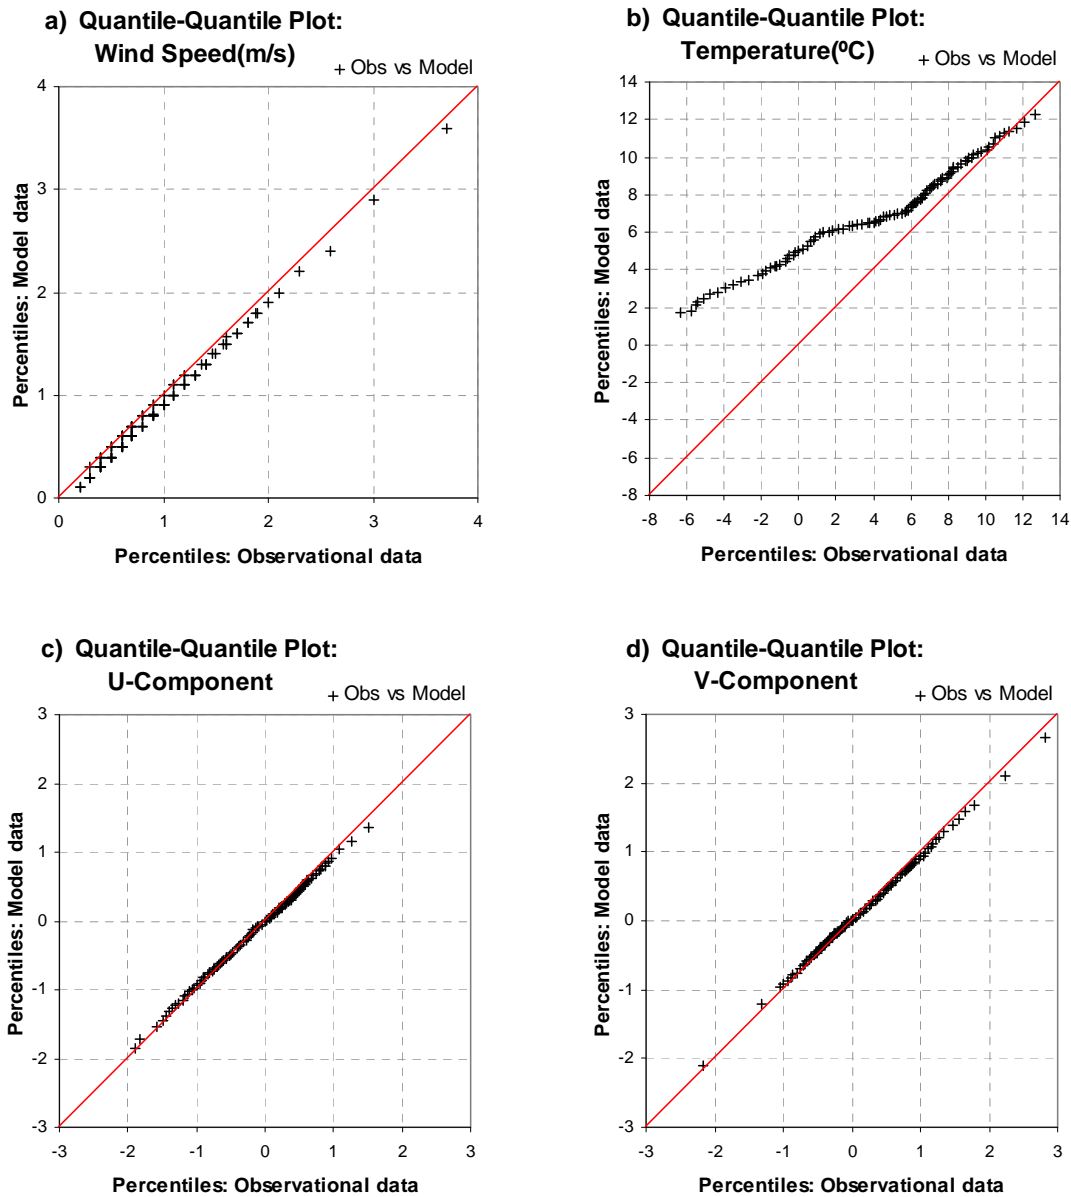 a) Quantile-Quantile Plot:
Wind Speed(m/s)
+ Obs vs Model
4
3
2
1
0
0 1 2 3 4
Percentiles: Model data
Percentiles: Observational data
b) Quantile-Quantile Plot:
Temperature(ºC)
+ Obs vs Model
14
12
10
8
6
4
2
0
-2
-4
-6
-8
-8 -6 -4 -2 0 2 4 6 8 10 12 14
Percentiles: Model data
Percentiles: Observational data
c) Quantile-Quantile Plot:
U-Component
+ Obs vs Model
3
2
1
0
-1
-2
-3
-3 -2 -1 0 1 2 3
Percentiles: Model data
Percentiles: Observational data
d) Quantile-Quantile Plot:
V-Component
+ Obs vs Model
3
2
1
0
-1
-2
-3
-3 -2 -1 0 1 2 3
Percentiles: Model data
Percentiles: Observational data